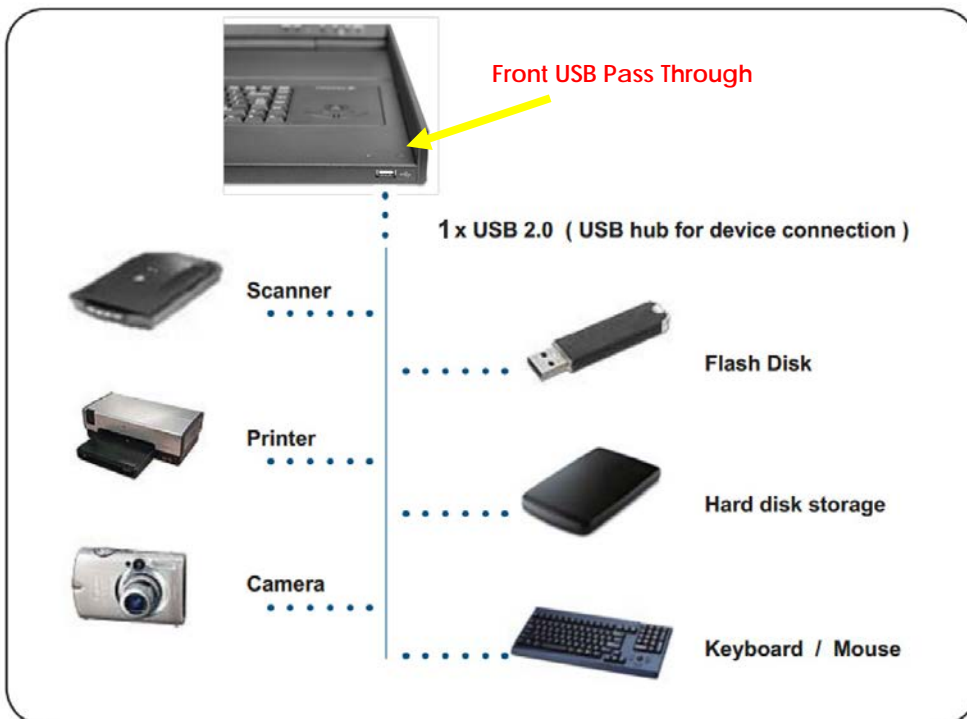 Front USB Pass Through
1 x USB 2.0 ( USB hub for device connection )
Scanner
Flash Disk
Printer
Hard disk storage
Camera
Keyboard / Mouse